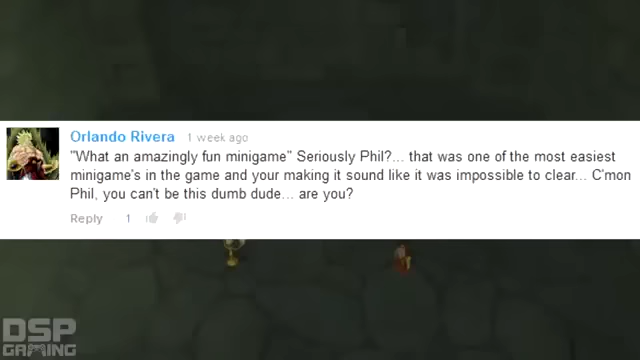 Orlando Rivera 1 week ago
"What an amazingly fun minigame" Seriously Phil?... that was one of the most easiest
minigame's in the game and your making it sound like it was impossible to clear... C'mon
Phil, you can't be this dumb dude... are you?
Reply 1
DSP
GAMING